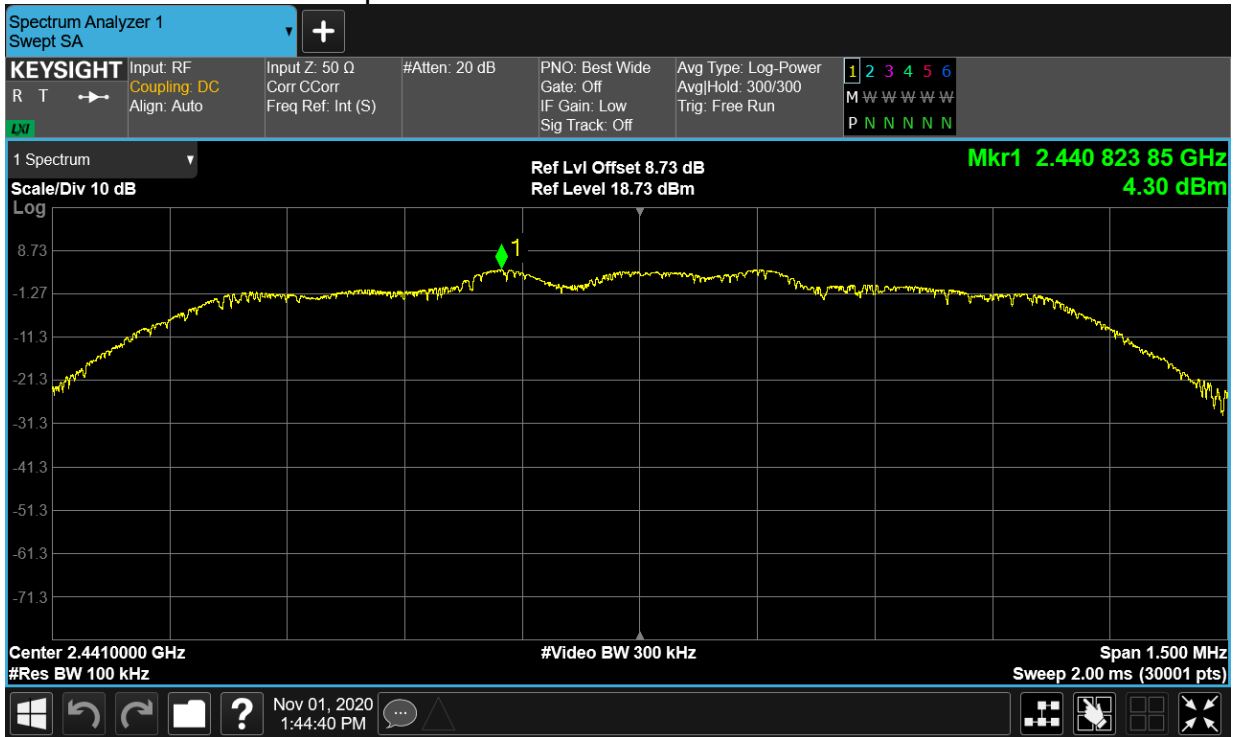 Spectrum Analyzer 1
Swept SA
KEYSIGHT
R T
LXI
Input: RF
Coupling: DC
Align: Auto
Input Z: 50 Ω
Corr CCorr
Freq Ref: Int (S)
#Atten: 20 dB
PNO: Best Wide
Gate: Off
IF Gain: Low
Sig Track: Off
Avg Type: Log-Power
Avg|Hold: 300/300
Trig: Free Run
1 2 3 4 5 6
M W W W W W
P N N N N N
1 Spectrum
Scale/Div 10 dB
Log
Ref Lvl Offset 8.73 dB
Ref Level 18.73 dBm
Mkr1 2.440 823 85 GHz
4.30 dBm
1
8.73
-1.27
-11.3
-21.3
-31.3
-41.3
-51.3
-61.3
-71.3
Center 2.4410000 GHz
#Res BW 100 kHz
#Video BW 300 kHz
Span 1.500 MHz
Sweep 2.00 ms (30001 pts)
?
Nov 01, 2020
1:44:40 PM